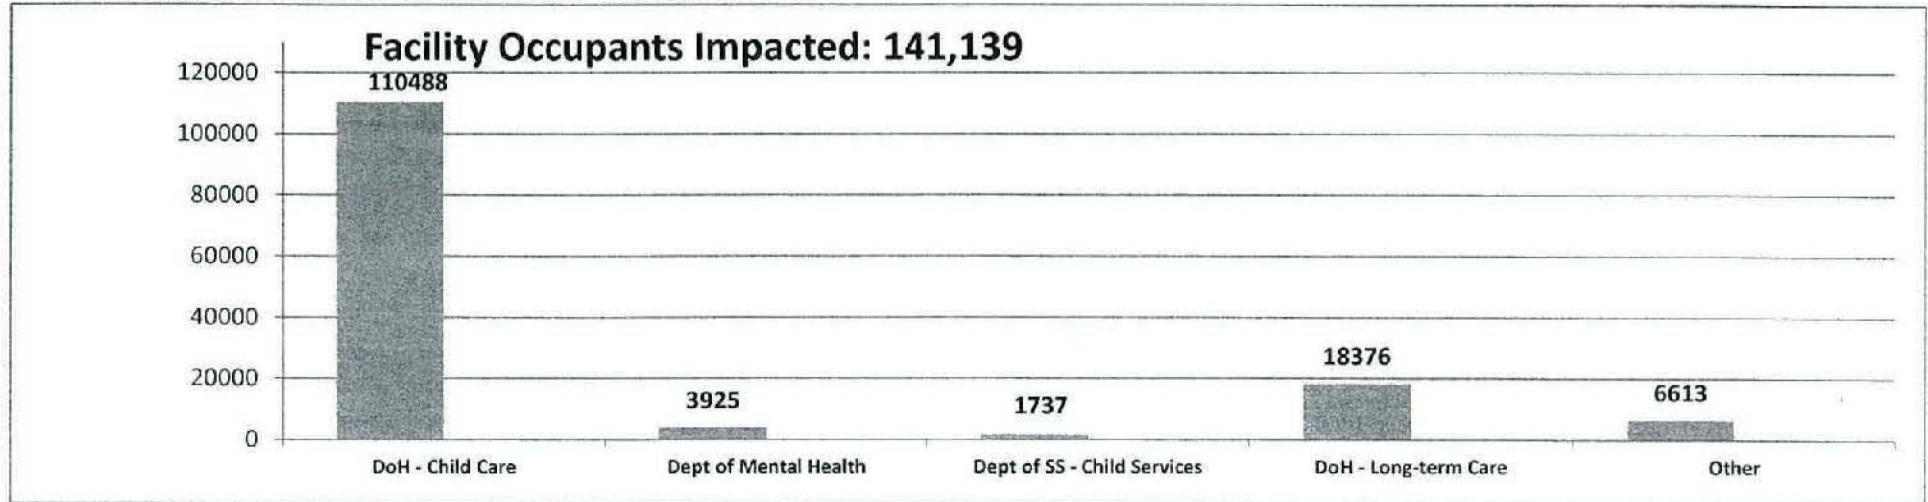 Facility Occupants Impacted: 141,139
120000
110488
100000
80000
60000
40000
18376
20000
3925
1737
6613
0
DoH - Child Care
Dept of Mental Health
Dept of SS - Child Services
DoH - Long-term Care
Other